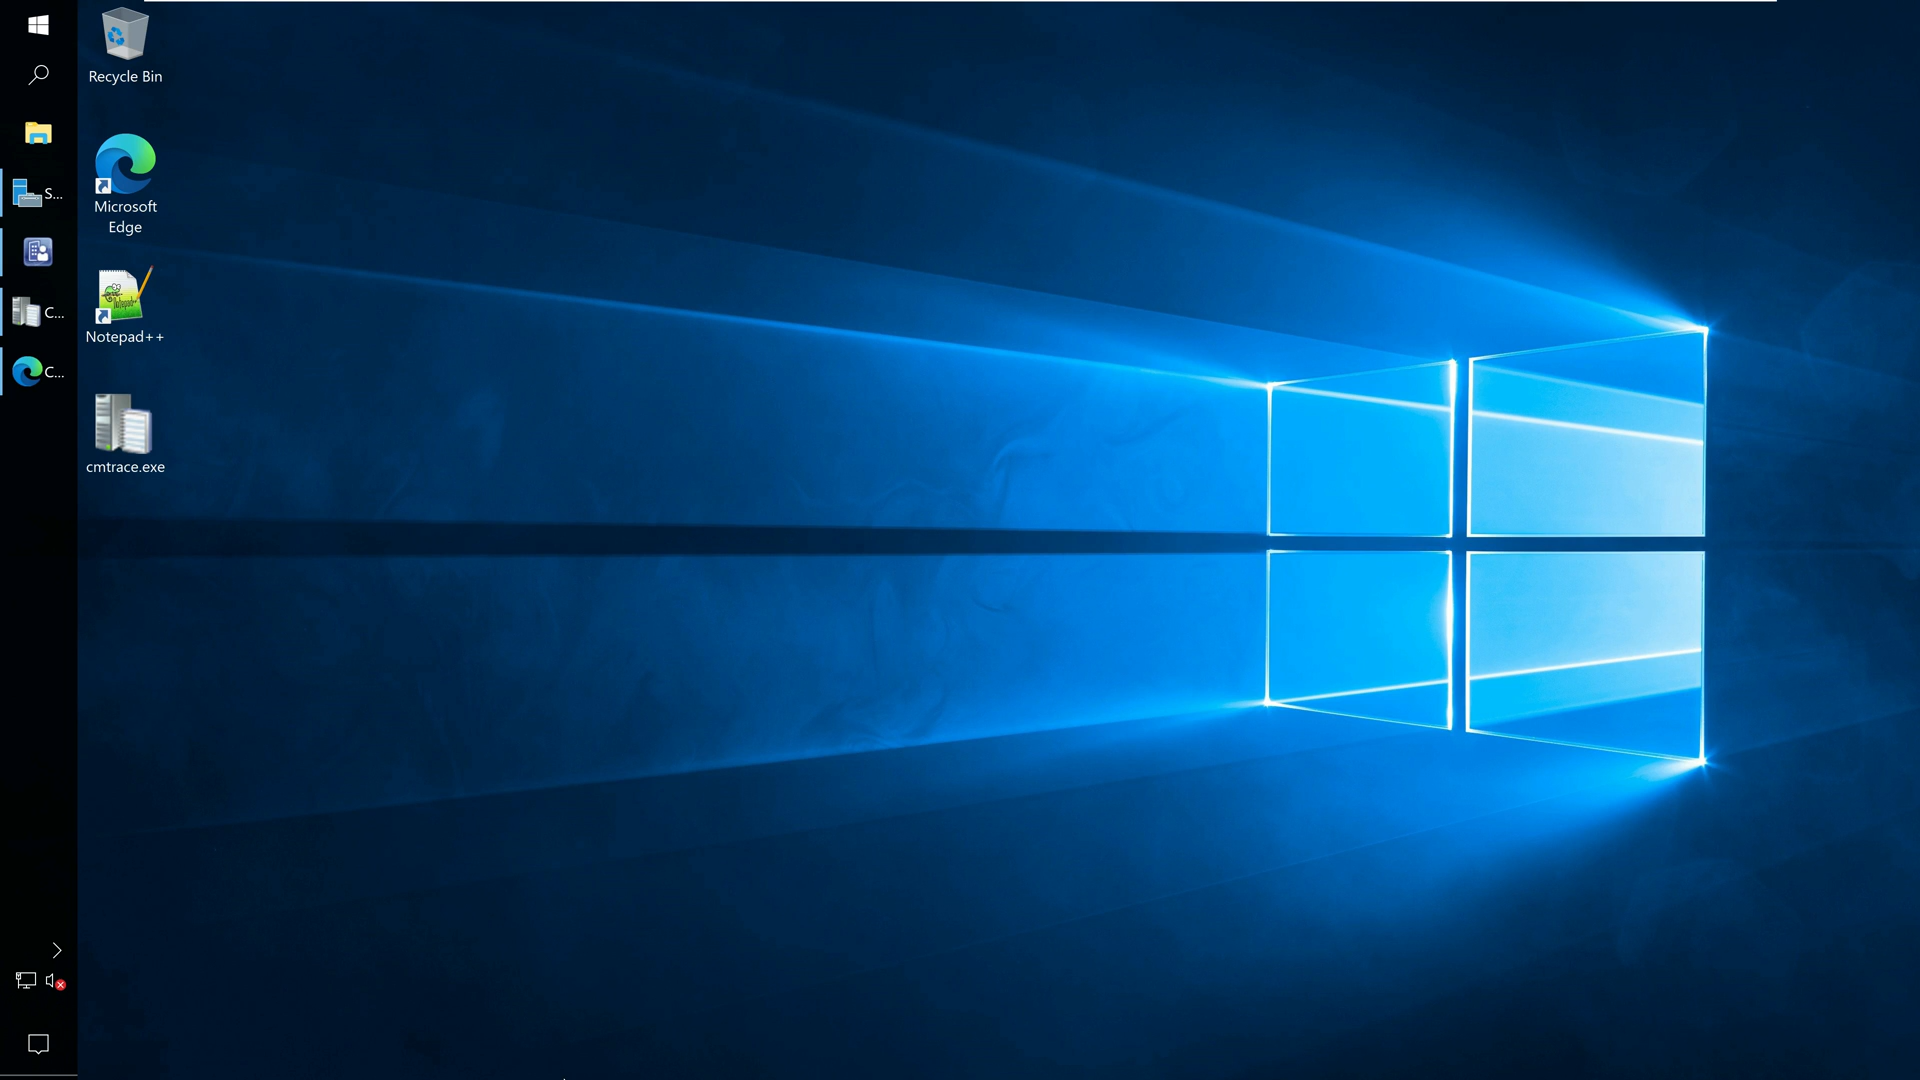 Recycle Bin
Microsoft
Edge
Notepad++
cmtrace.exe
S...
C...
C...